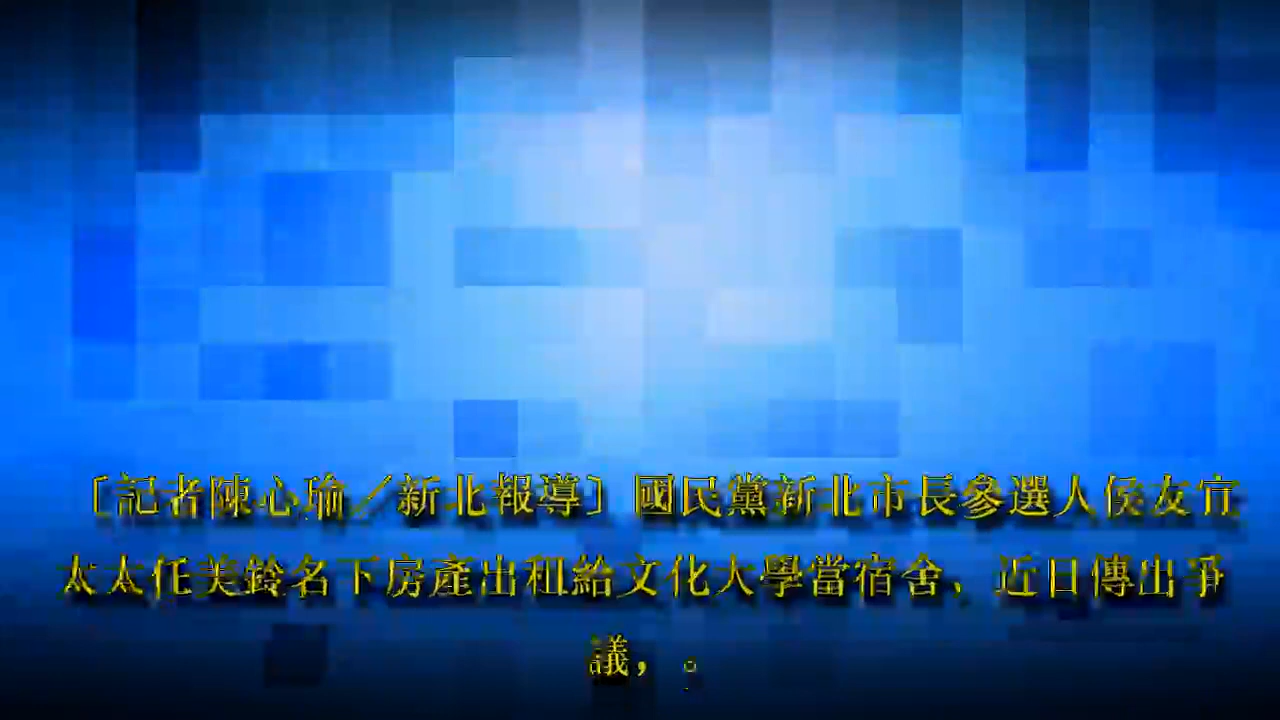 〔記者陳心瑜／新北報導〕國民黨新北市長參選人侯友宜
太太任美鈴名下房產出租給文化大學當宿舍、近日傳出爭
議，。